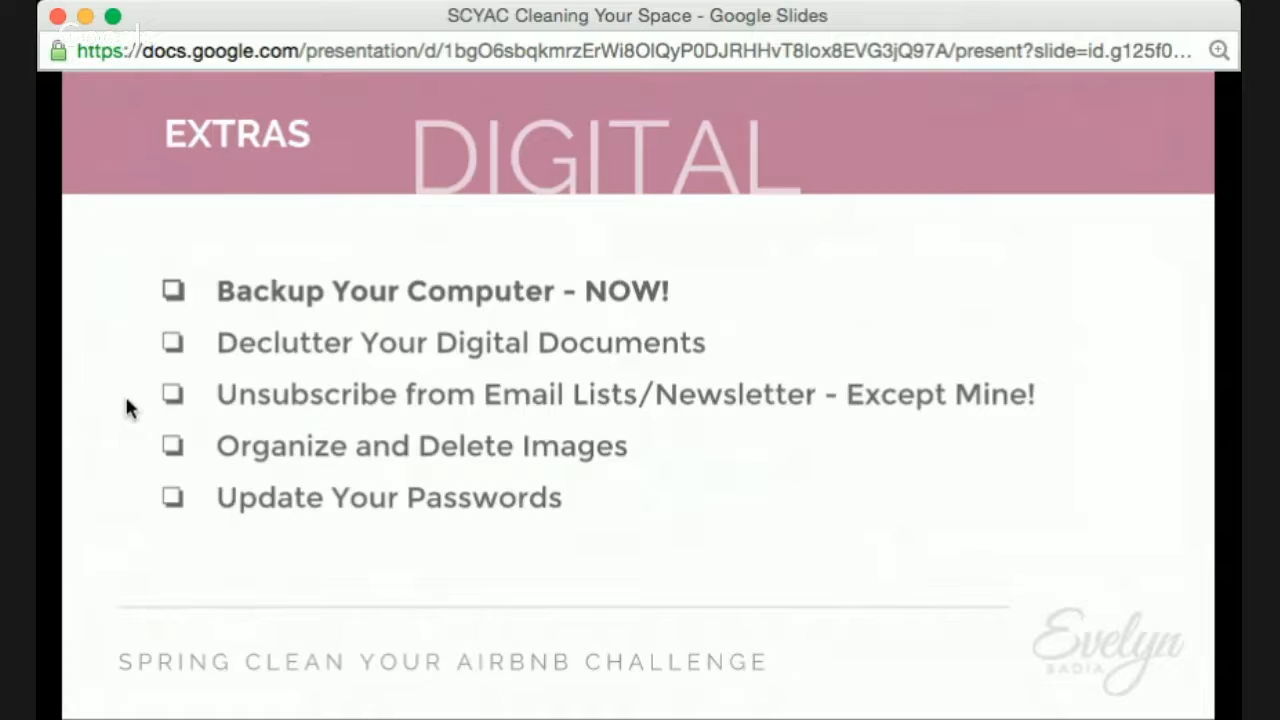 SCYAC Cleaning Your Space - Google Slides
Google
https://docs.google.com/presentation/d/1bgO6sbqkmrzErWi8OlQyP0DJRHHvT8Iox8EVG3jQ97A/present?slide=id.g125f0...
EXTRAS DIGITAL
Backup Your Computer - NOW!
Declutter Your Digital Documents
Unsubscribe from Email Lists/Newsletter - Except Mine!
Organize and Delete Images
Update Your Passwords
SPRING CLEAN YOUR AIRBNB CHALLENGE
Evelyn
BADIA